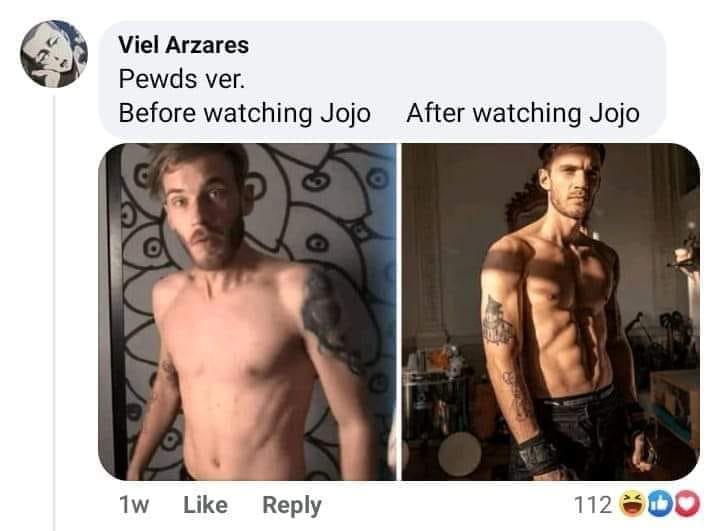 Viel Arzares
Pewds ver.
Before watching Jojo After watching Jojo
1w Like Reply 112